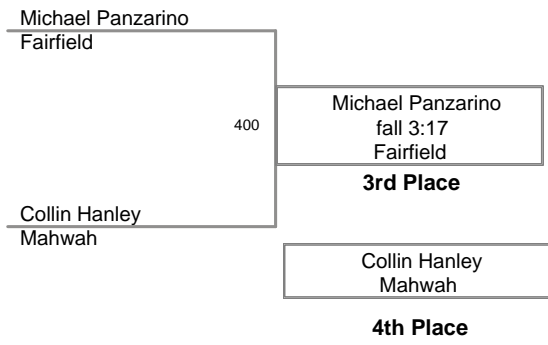 Michael Panzarino
Fairfield
400
Michael Panzarino
fall 3:17
Fairfield
3rd Place
Collin Hanley
Mahwah
Collin Hanley
Mahwah
4th Place